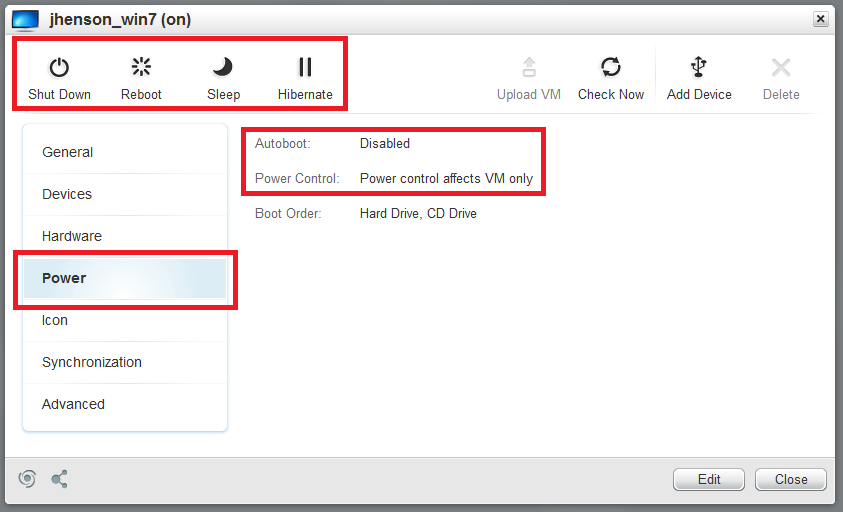 jhenson_win7 (on)
Shut Down Reboot Sleep Hibernate Upload VM Check Now Add Device Delete
General
Devices
Hardware
Power
Icon
Synchronization
Advanced
Autoboot: Disabled
Power Control: Power control affects VM only
Boot Order: Hard Drive, CD Drive
Edit Close